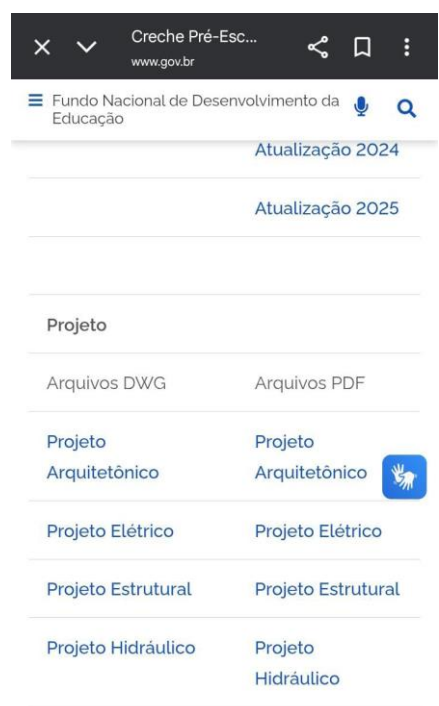 Creche Pré-Esc...
www.gov.br
Fundo Nacional de Desenvolvimento da
Educação
Atualização 2024
Atualização 2025
Projeto
Arquivos DWG
Arquivos PDF
Projeto
Arquitetônico
Projeto
Arquitetônico
Projeto Elétrico
Projeto Elétrico
Projeto Estrutural
Projeto Estrutural
Projeto Hidráulico
Projeto
Hidráulico